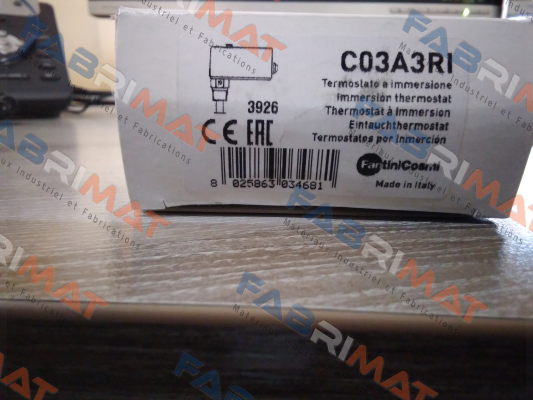 C03A3RI
Termostato a immersione
Immersion thermostat
Thermostat à Immersion
Eintauchthermostat
Termostatos por Inmerción
3926
CE EAC
FantiniCosmi
Made in Italy
8 025863 034681
FABRIMAT
Matériaux Industriel et Fabrications